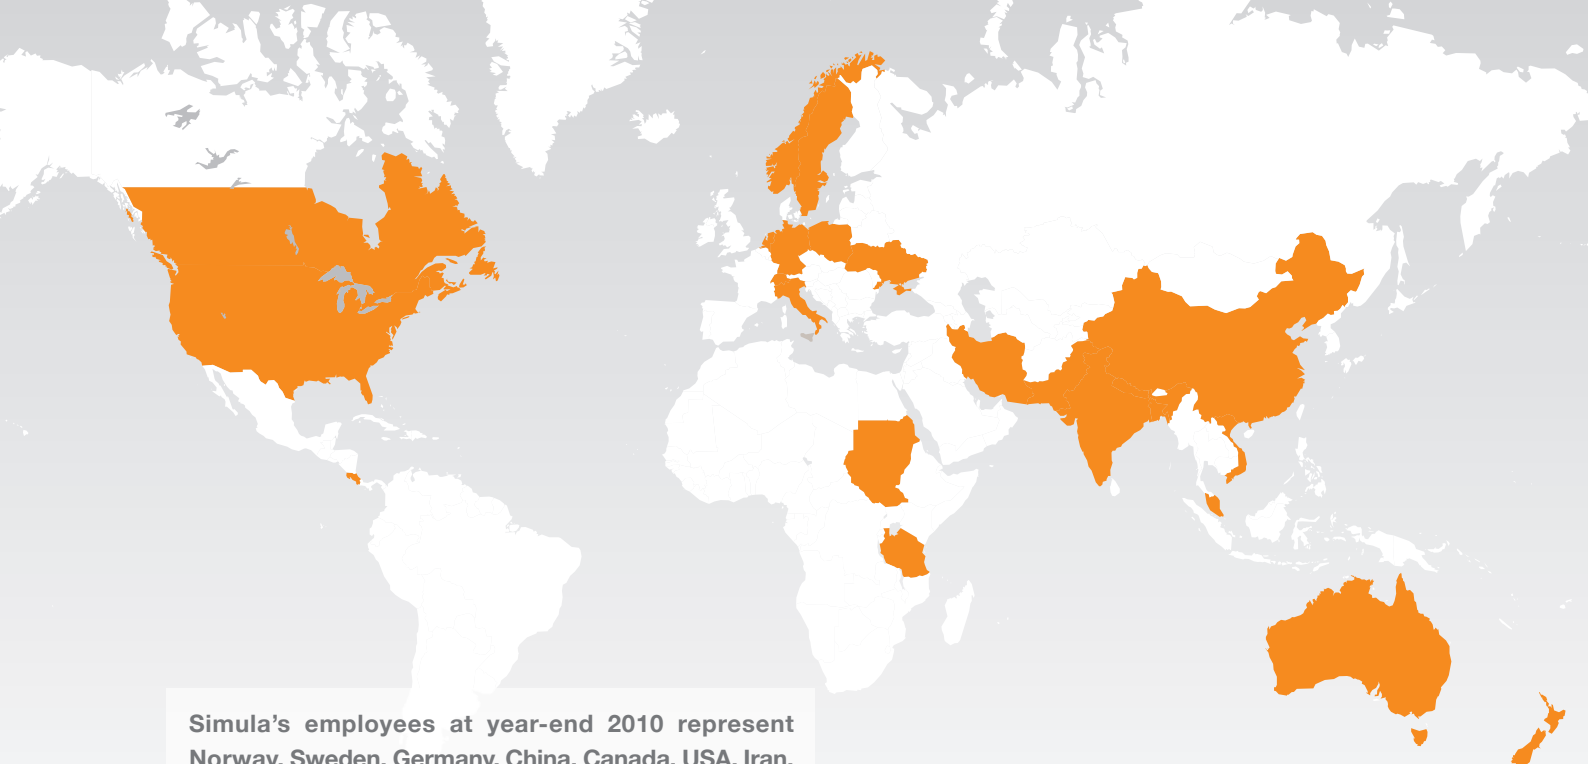 Simula's employees at year-end 2010 represent
Norway, Sweden, Germany, China, Canada, USA, Iran,